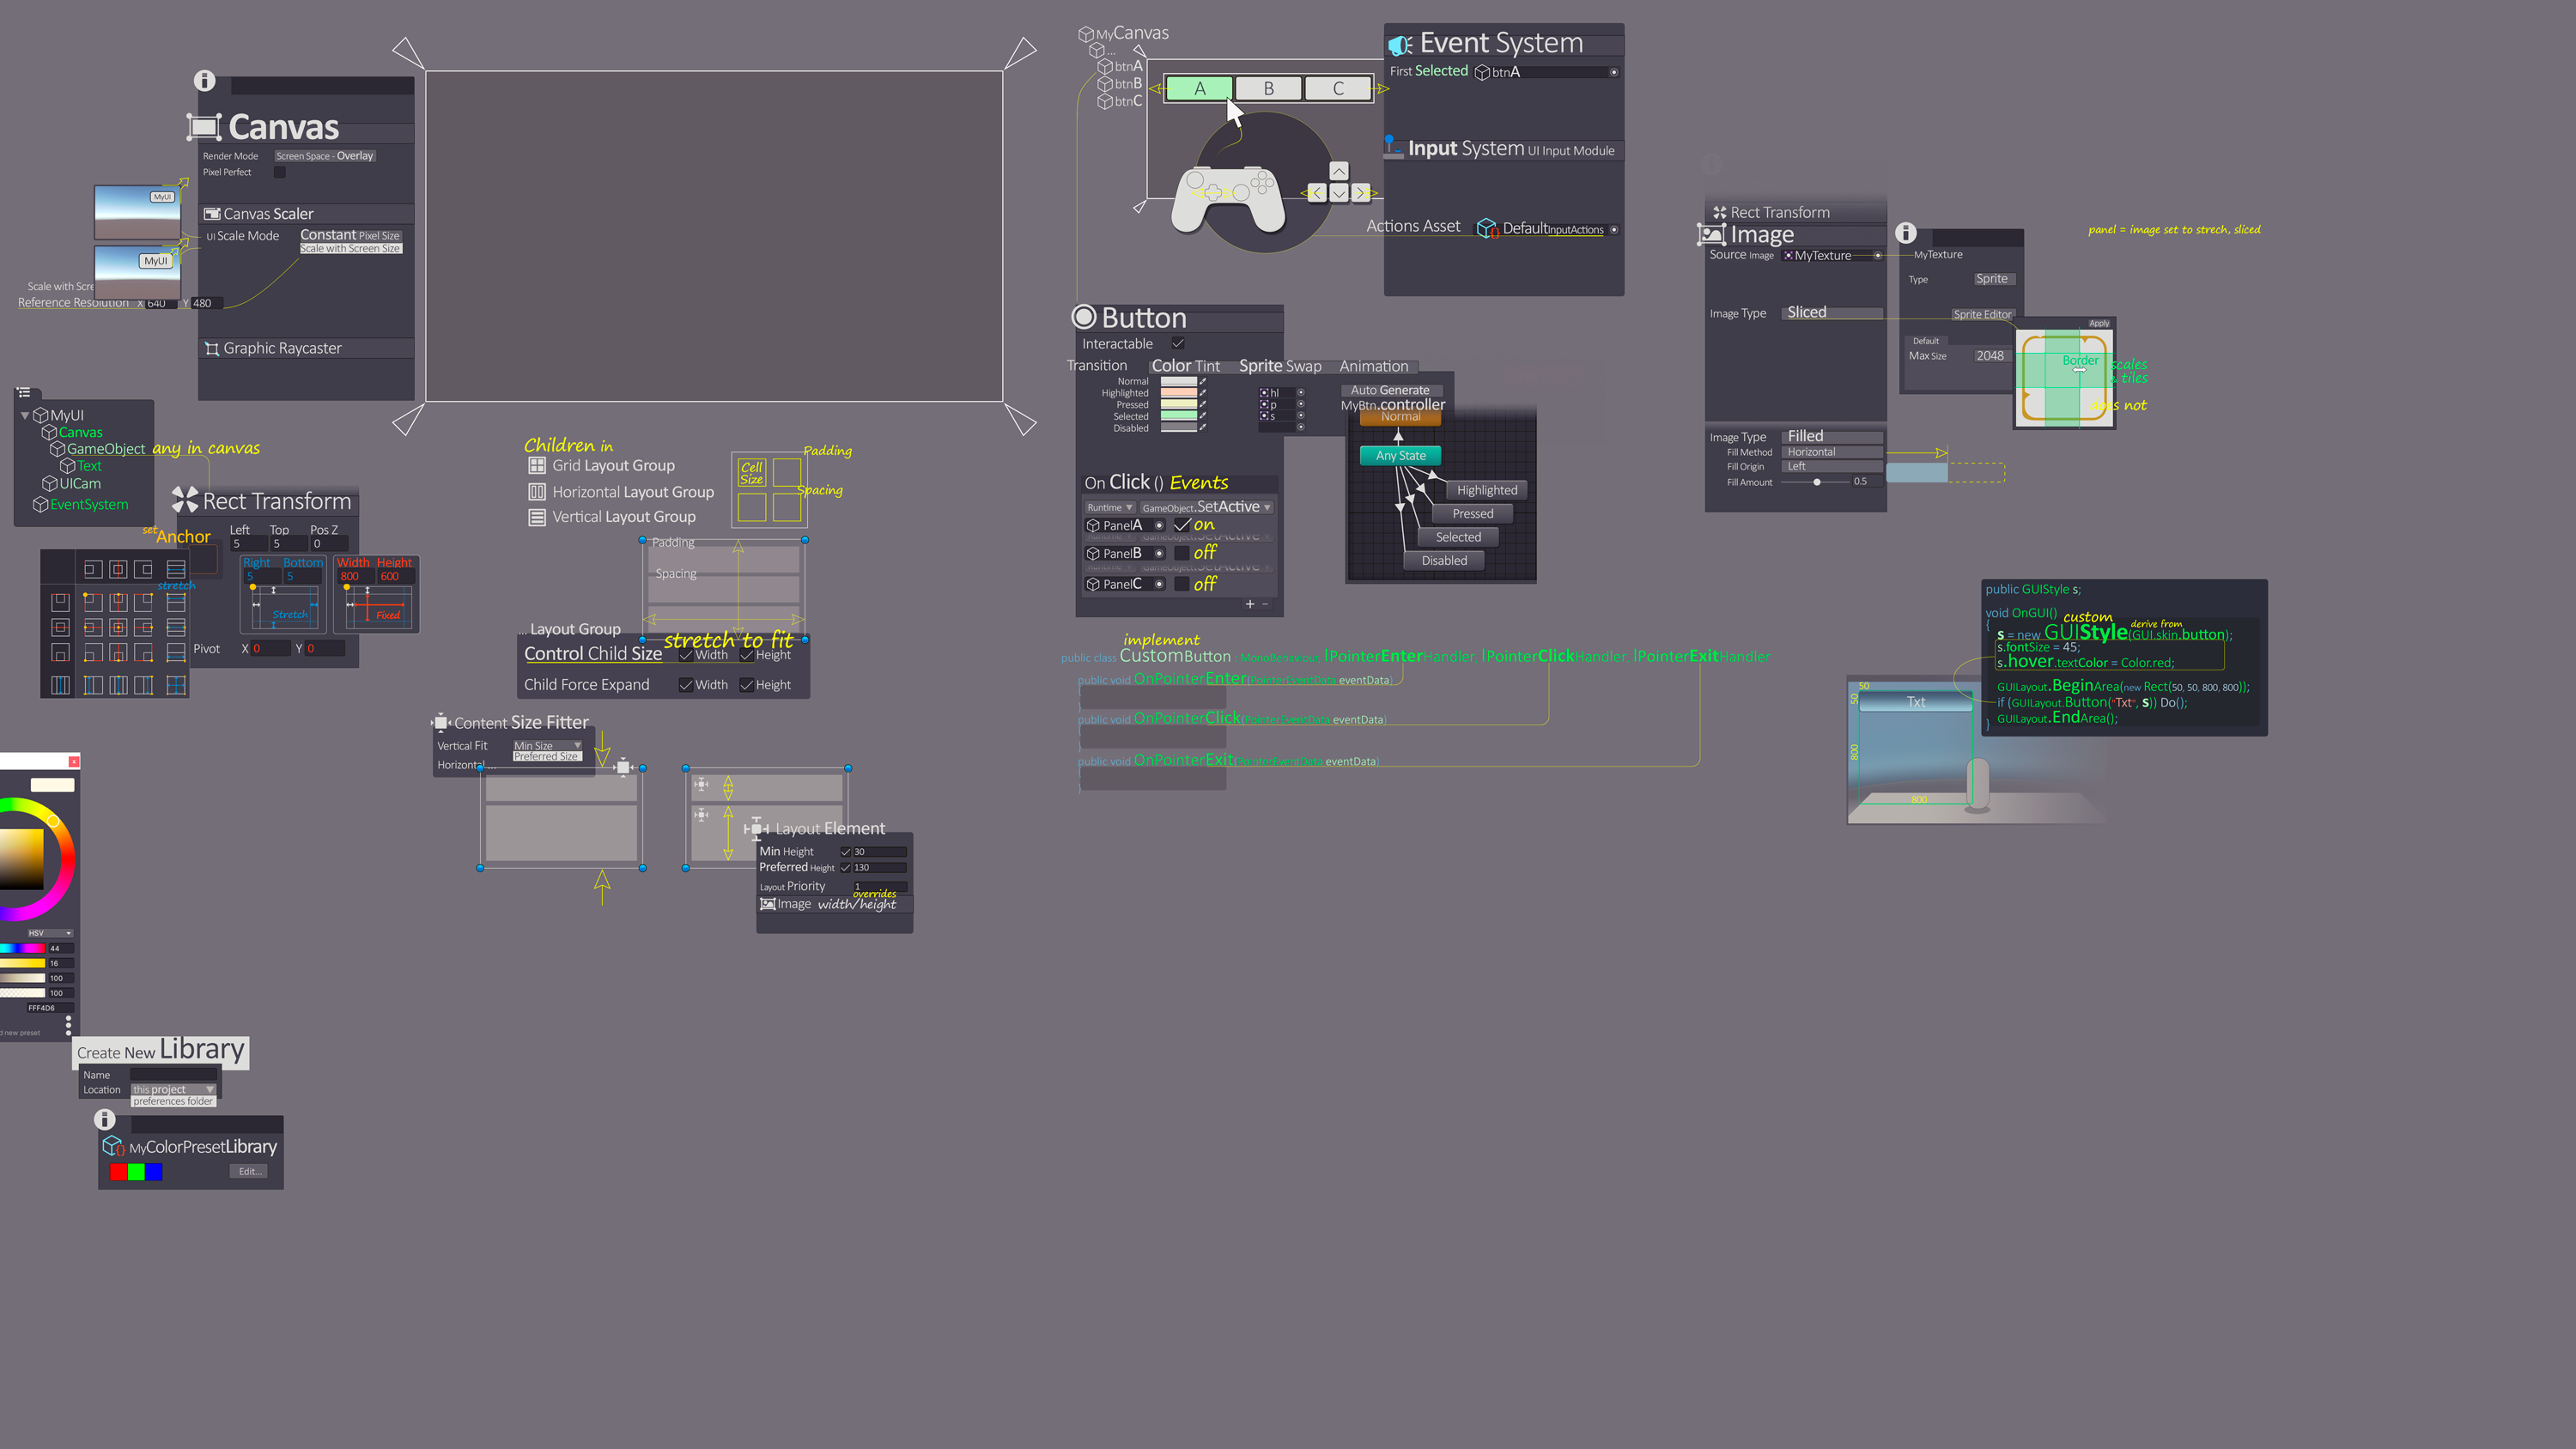 Canvas
Render Mode Screen Space - Overlay
Pixel Perfect
MyUI
Canvas Scaler
UI Scale Mode Constant Pixel Size
Scale with Screen Size
MyUI
Scale with Scre
Reference Resolution X 640 Y 480
Graphic Raycaster
MyUI
Canvas
GameObject any in canvas
Text
UICam
EventSystem
Rect Transform
set Anchor
Left Top Pos Z
5 5 0
Right Bottom
5 5
Width Height
800 600
stretch
Stretch
Fixed
Pivot X 0 Y 0
HSV
44
16
100
100
FFF4D6
d new preset
Create New Library
Name
Location this project
preferences folder
MyColorPresetLibrary
Edit...
Children in
Grid Layout Group
Horizontal Layout Group
Vertical Layout Group
Padding
Cell Size
Spacing
Padding
Spacing
... Layout Group
stretch to fit
Control Child Size Width Height
Child Force Expand Width Height
Content Size Fitter
Vertical Fit Min Size
Preferred Size
Horizontal ...
Layout Element
Min Height 30
Preferred Height 130
Layout Priority 1
overrides
Image width/height
MyCanvas
...
btnA
btnB
btnC
A B C
Event System
First Selected btnA
Input System UI Input Module
Actions Asset DefaultInputActions
Button
Interactable
Transition Color Tint Sprite Swap Animation
Normal
Highlighted hl
Pressed p
Selected s
Disabled
Auto Generate
MyBtn.controller
Normal
Any State
Highlighted
Pressed
Selected
Disabled
On Click () Events
Runtime GameObject.SetActive
PanelA on
PanelB off
PanelC off
+ −
implement
public class CustomButton : MonoBehaviour, IPointerEnterHandler, IPointerClickHandler, IPointerExitHandler
public void OnPointerEnter(PointerEventData eventData)
{
}
public void OnPointerClick(PointerEventData eventData)
{
}
public void OnPointerExit(PointerEventData eventData)
{
}
Rect Transform
Image
Source Image MyTexture
Image Type Sliced
Image Type Filled
Fill Method Horizontal
Fill Origin Left
Fill Amount 0.5
MyTexture
Type Sprite
Sprite Editor
Default
Max Size 2048
Apply
Border
scales
& tiles
does not
panel = image set to strech, sliced
public GUIStyle s;
void OnGUI() custom
{ derive from
s = new GUIStyle(GUI.skin.button);
s.fontSize = 45;
s.hover.textColor = Color.red;
GUILayout.BeginArea(new Rect(50, 50, 800, 800));
if (GUILayout.Button("Txt", s)) Do();
GUILayout.EndArea();
}
50
50
Txt
800
800